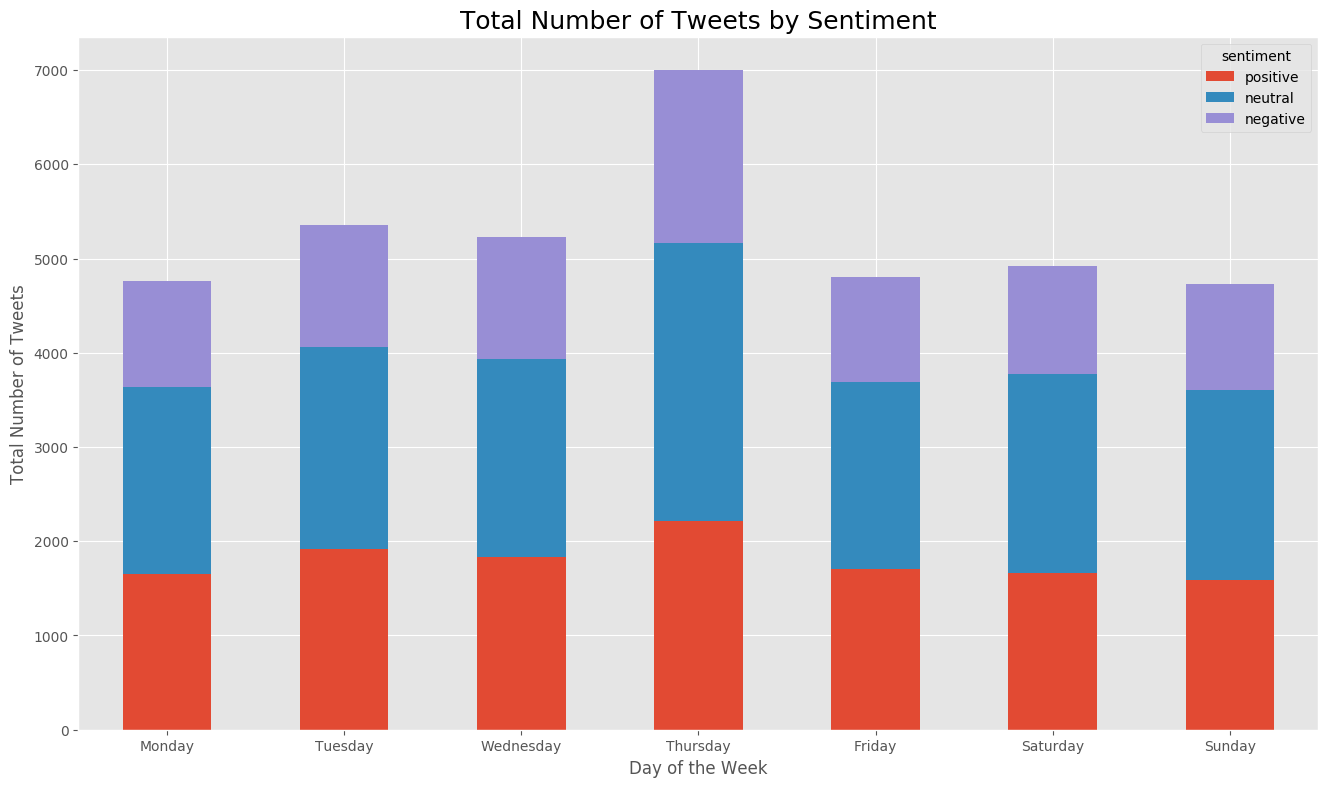 Total Number of Tweets by Sentiment
sentiment
positive
neutral
negative
Total Number of Tweets
7000
6000
5000
4000
3000
2000
1000
0
Monday Tuesday Wednesday Thursday Friday Saturday Sunday
Day of the Week